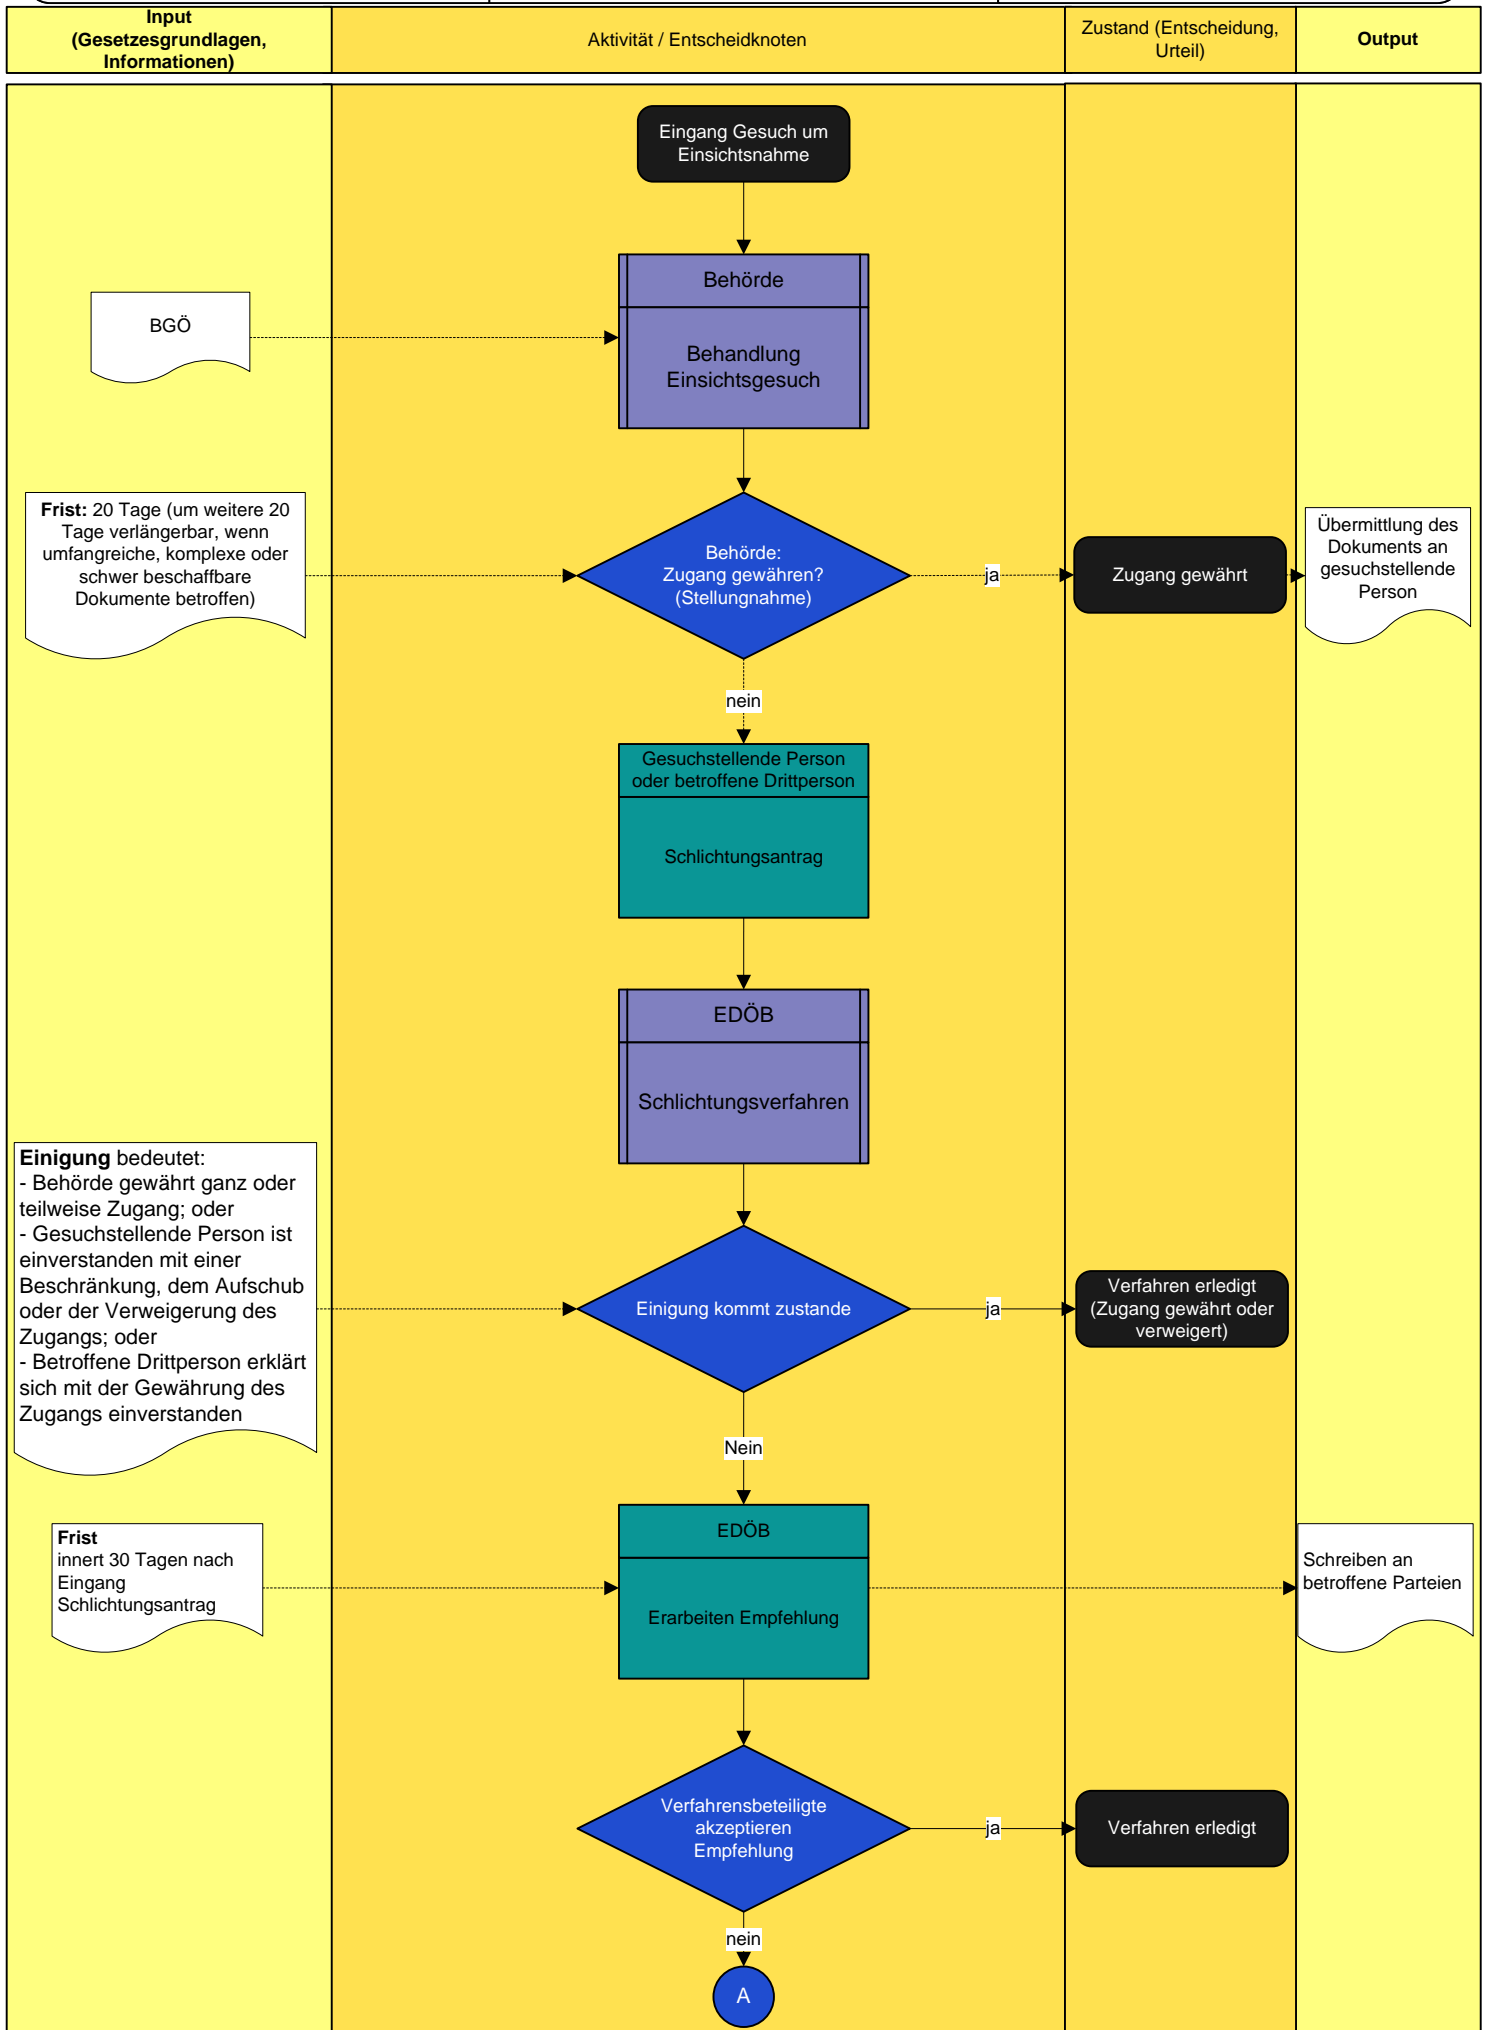 Input
(Gesetzesgrundlagen,
Informationen)
Aktivität / Entscheidknoten
Zustand (Entscheidung,
Urteil)
Output
Eingang Gesuch um
Einsichtsnahme
BGÖ
Behörde
Behandlung
Einsichtsgesuch
Frist: 20 Tage (um weitere 20
Tage verlängerbar, wenn
umfangreiche, komplexe oder
schwer beschaffbare
Dokumente betroffen)
Behörde:
Zugang gewähren?
(Stellungnahme)
ja
Zugang gewährt
Übermittlung des
Dokuments an
gesuchstellende
Person
nein
Gesuchstellende Person
oder betroffene Drittperson
Schlichtungsantrag
EDÖB
Schlichtungsverfahren
Einigung bedeutet:
- Behörde gewährt ganz oder
teilweise Zugang; oder
- Gesuchstellende Person ist
einverstanden mit einer
Beschränkung, dem Aufschub
oder der Verweigerung des
Zugangs; oder
- Betroffene Drittperson erklärt
sich mit der Gewährung des
Zugangs einverstanden
Einigung kommt zustande
ja
Verfahren erledigt
(Zugang gewährt oder
verweigert)
Nein
Frist
innert 30 Tagen nach
Eingang
Schlichtungsantrag
EDÖB
Erarbeiten Empfehlung
Schreiben an
betroffene Parteien
Verfahrensbeteiligte
akzeptieren
Empfehlung
ja
Verfahren erledigt
nein
A